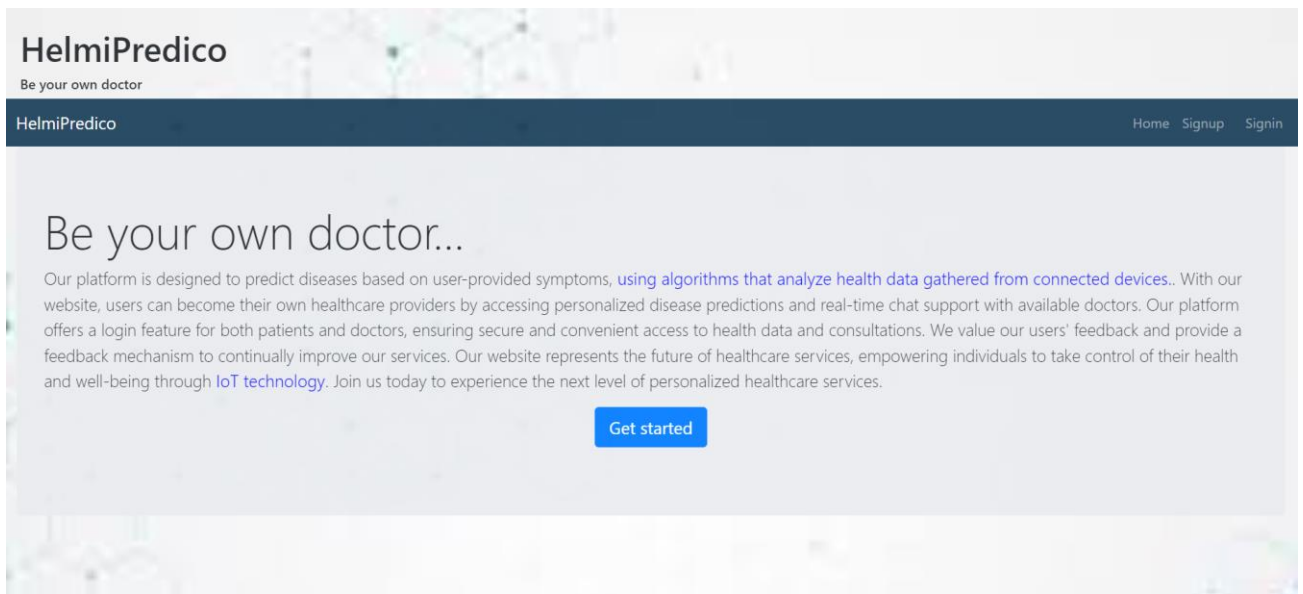 HelmiPredico
Be your own doctor
HelmiPredico
Home Signup Signin
Be your own doctor...
Our platform is designed to predict diseases based on user-provided symptoms, using algorithms that analyze health data gathered from connected devices.. With our
website, users can become their own healthcare providers by accessing personalized disease predictions and real-time chat support with available doctors. Our platform
offers a login feature for both patients and doctors, ensuring secure and convenient access to health data and consultations. We value our users' feedback and provide a
feedback mechanism to continually improve our services. Our website represents the future of healthcare services, empowering individuals to take control of their health
and well-being through IoT technology. Join us today to experience the next level of personalized healthcare services.
Get started